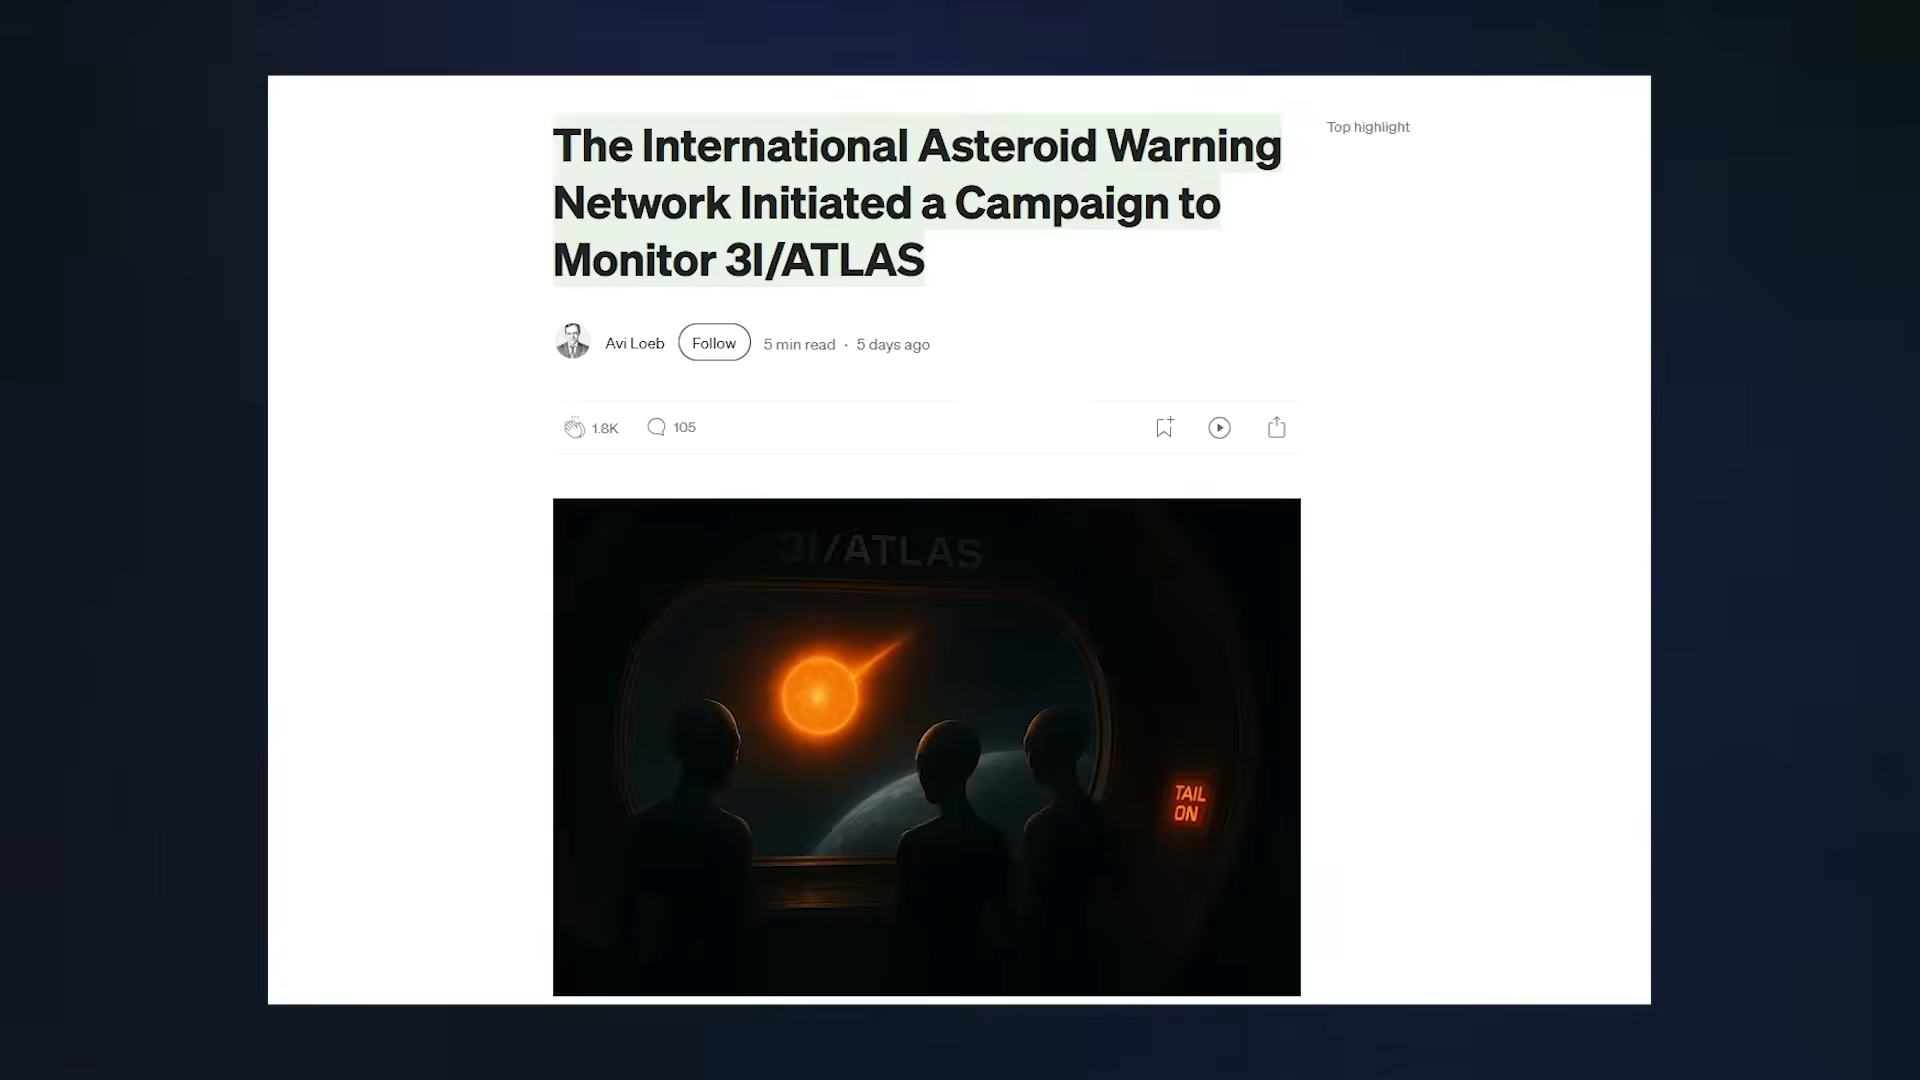 The International Asteroid Warning
Network Initiated a Campaign to
Monitor 3I/ATLAS
Top highlight
Avi Loeb
Follow
5 min read · 5 days ago
1.8K
105
3I/ATLAS
TAIL
ON